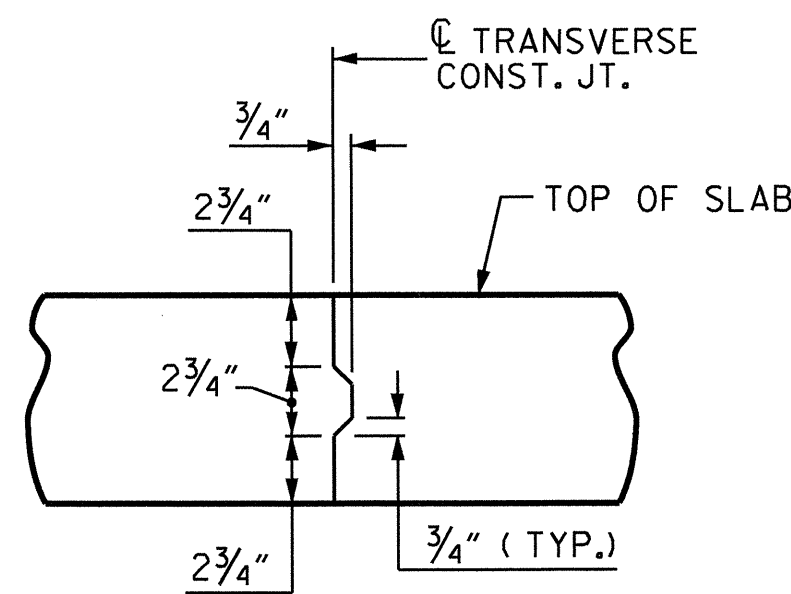 ℄ TRANSVERSE
CONST. JT.
3/4"
2 3/4"
TOP OF SLAB
2 3/4"
3/4" ( TYP.)
2 3/4"